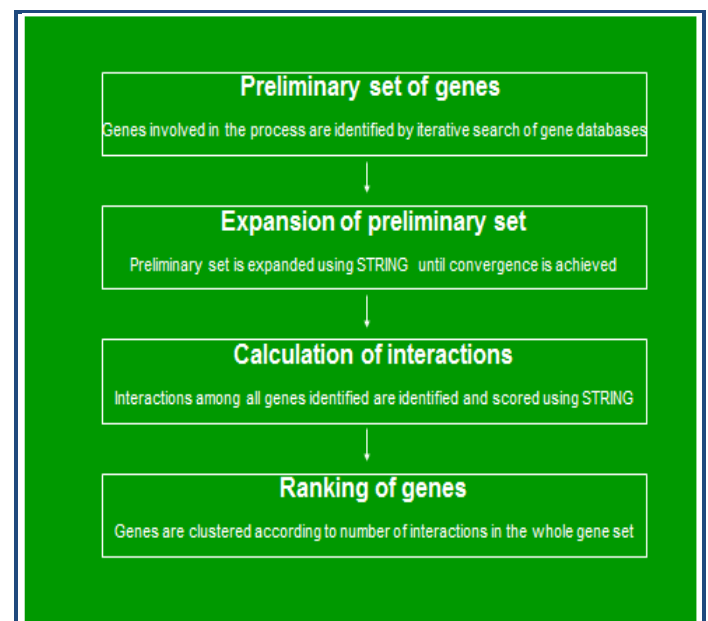 Preliminary set of genes
Genes involved in the process are identified by iterative search of gene databases
Expansion of preliminary set
Preliminary set is expanded using STRING until convergence is achieved
Calculation of interactions
Interactions among all genes identified are identified and scored using STRING
Ranking of genes
Genes are clustered according to number of interactions in the whole gene set